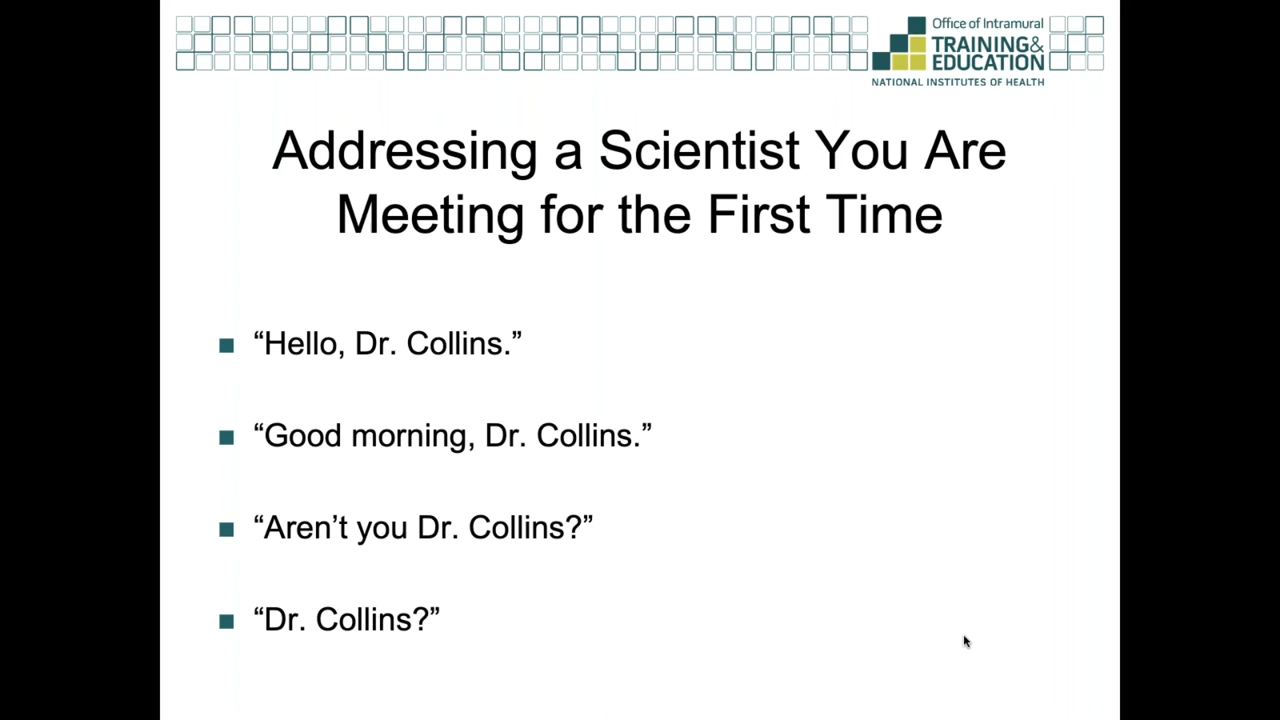 Office of Intramural
TRAINING&
EDUCATION
NATIONAL INSTITUTES OF HEALTH
Addressing a Scientist You Are
Meeting for the First Time
“Hello, Dr. Collins.”
“Good morning, Dr. Collins.”
“Aren’t you Dr. Collins?”
“Dr. Collins?”